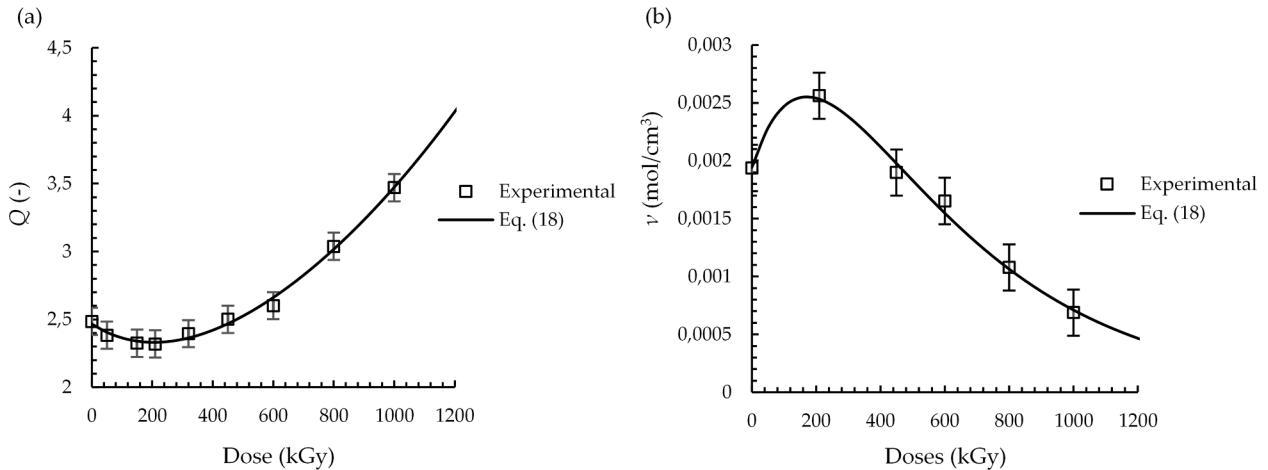 (a)
4,5
4
3,5
3
2,5
2
Q (-)
0 200 400 600 800 1000 1200
Dose (kGy)
Experimental
Eq. (18)
(b)
0,003
0,0025
0,002
0,0015
0,001
0,0005
0
ν (mol/cm³)
0 200 400 600 800 1000 1200
Doses (kGy)
Experimental
Eq. (18)